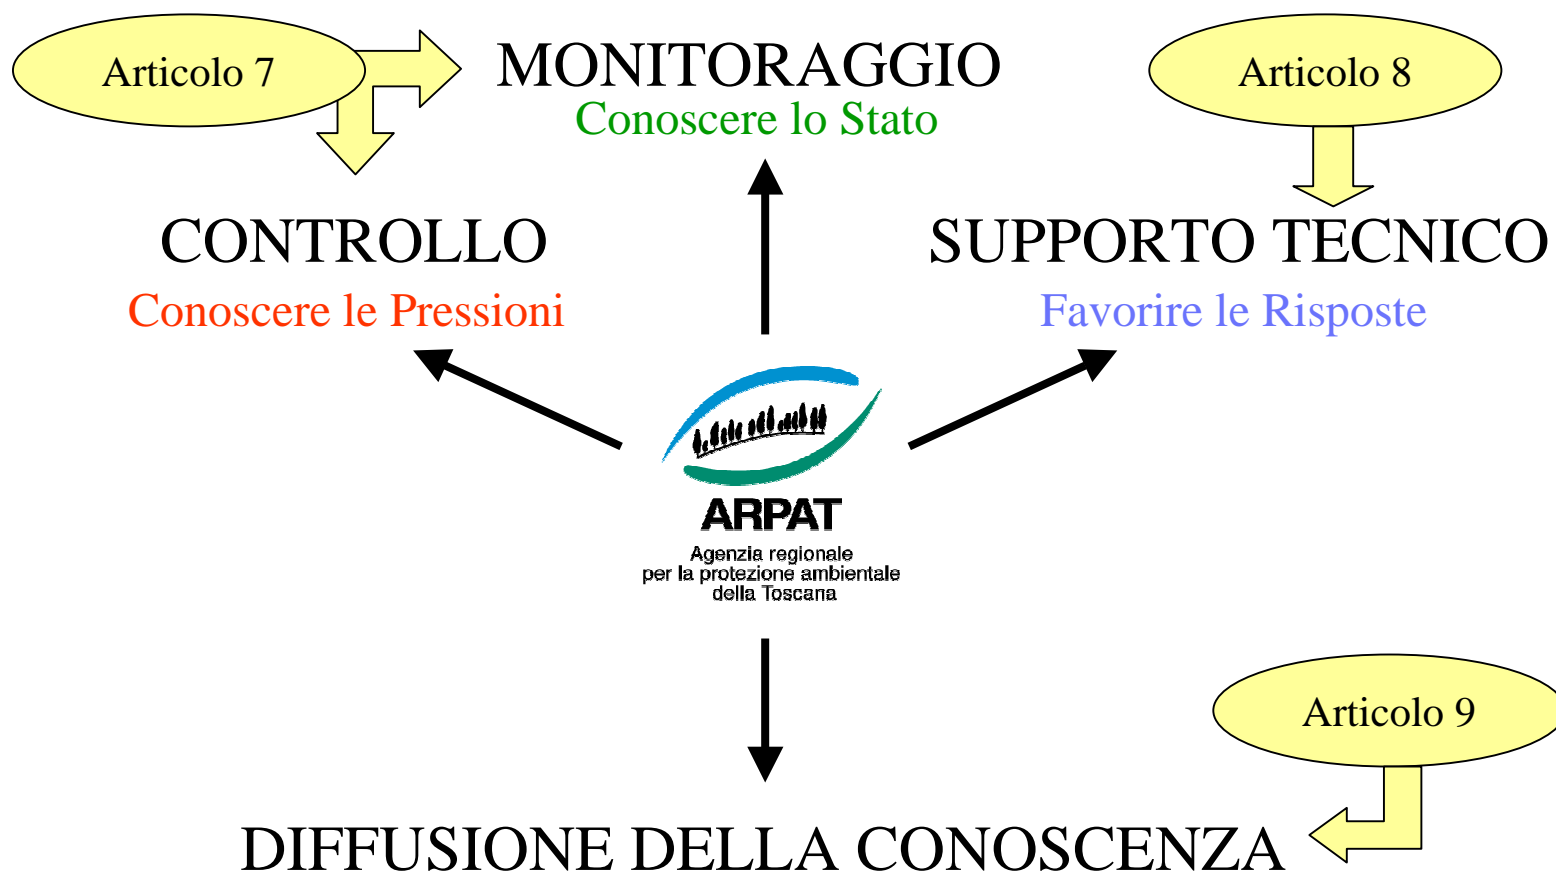 Articolo 7
MONITORAGGIO
Conoscere lo Stato
Articolo 8
CONTROLLO
Conoscere le Pressioni
SUPPORTO TECNICO
Favorire le Risposte
ARPAT
Agenzia regionale
per la protezione ambientale
della Toscana
Articolo 9
DIFFUSIONE DELLA CONOSCENZA